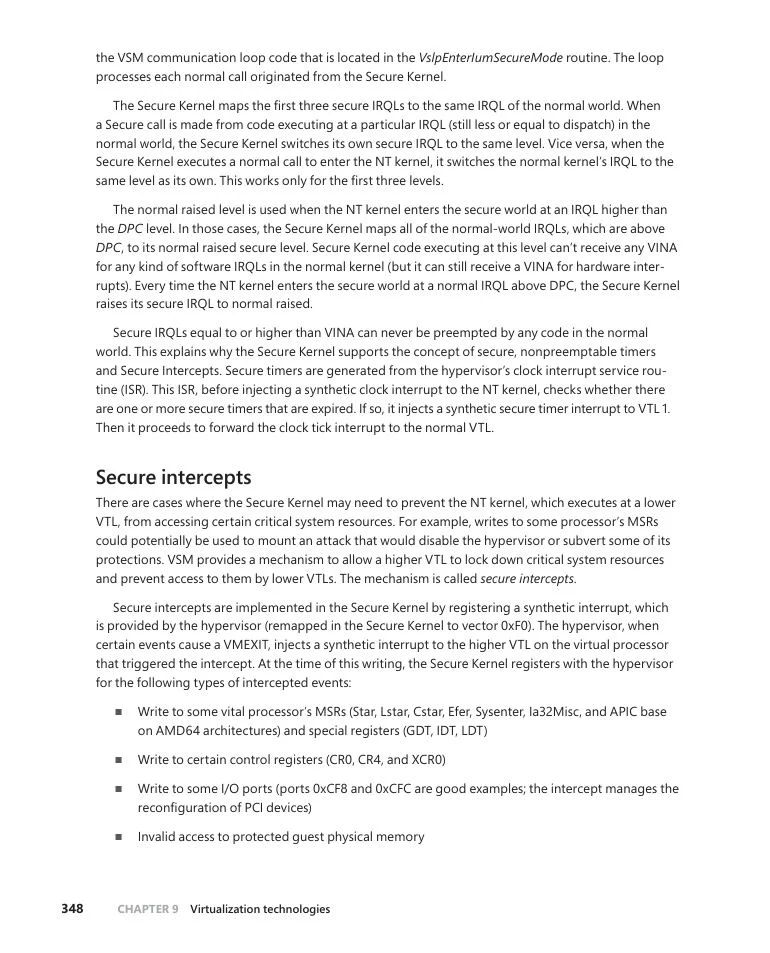 the VSM communication loop code that is located in the VslpEnterIumSecureMode routine. The loop
processes each normal call originated from the Secure Kernel.
The Secure Kernel maps the first three secure IRQLs to the same IRQL of the normal world. When
a Secure call is made from code executing at a particular IRQL (still less or equal to dispatch) in the
normal world, the Secure Kernel switches its own secure IRQL to the same level. Vice versa, when the
Secure Kernel executes a normal call to enter the NT kernel, it switches the normal kernel's IRQL to the
same level as its own. This works only for the first three levels.
The normal raised level is used when the NT kernel enters the secure world at an IRQL higher than
the DPC level. In those cases, the Secure Kernel maps all of the normal-world IRQLs, which are above
DPC, to its normal raised secure level. Secure Kernel code executing at this level can't receive any VINA
for any kind of software IRQLs in the normal kernel (but it can still receive a VINA for hardware inter-
rupts). Every time the NT kernel enters the secure world at a normal IRQL above DPC, the Secure Kernel
raises its secure IRQL to normal raised.
Secure IRQLs equal to or higher than VINA can never be preempted by any code in the normal
world. This explains why the Secure Kernel supports the concept of secure, nonpreemptable timers
and Secure Intercepts. Secure timers are generated from the hypervisor's clock interrupt service rou-
tine (ISR). This ISR, before injecting a synthetic clock interrupt to the NT kernel, checks whether there
are one or more secure timers that are expired. If so, it injects a synthetic secure timer interrupt to VTL 1.
Then it proceeds to forward the clock tick interrupt to the normal VTL.
Secure intercepts
There are cases where the Secure Kernel may need to prevent the NT kernel, which executes at a lower
VTL, from accessing certain critical system resources. For example, writes to some processor's MSRs
could potentially be used to mount an attack that would disable the hypervisor or subvert some of its
protections. VSM provides a mechanism to allow a higher VTL to lock down critical system resources
and prevent access to them by lower VTLs. The mechanism is called secure intercepts.
Secure intercepts are implemented in the Secure Kernel by registering a synthetic interrupt, which
is provided by the hypervisor (remapped in the Secure Kernel to vector 0xF0). The hypervisor, when
certain events cause a VMEXIT, injects a synthetic interrupt to the higher VTL on the virtual processor
that triggered the intercept. At the time of this writing, the Secure Kernel registers with the hypervisor
for the following types of intercepted events:
■ Write to some vital processor's MSRs (Star, Lstar, Cstar, Efer, Sysenter, Ia32Misc, and APIC base
on AMD64 architectures) and special registers (GDT, IDT, LDT)
■ Write to certain control registers (CR0, CR4, and XCR0)
■ Write to some I/O ports (ports 0xCF8 and 0xCFC are good examples; the intercept manages the
reconfiguration of PCI devices)
■ Invalid access to protected guest physical memory
348 CHAPTER 9 Virtualization technologies